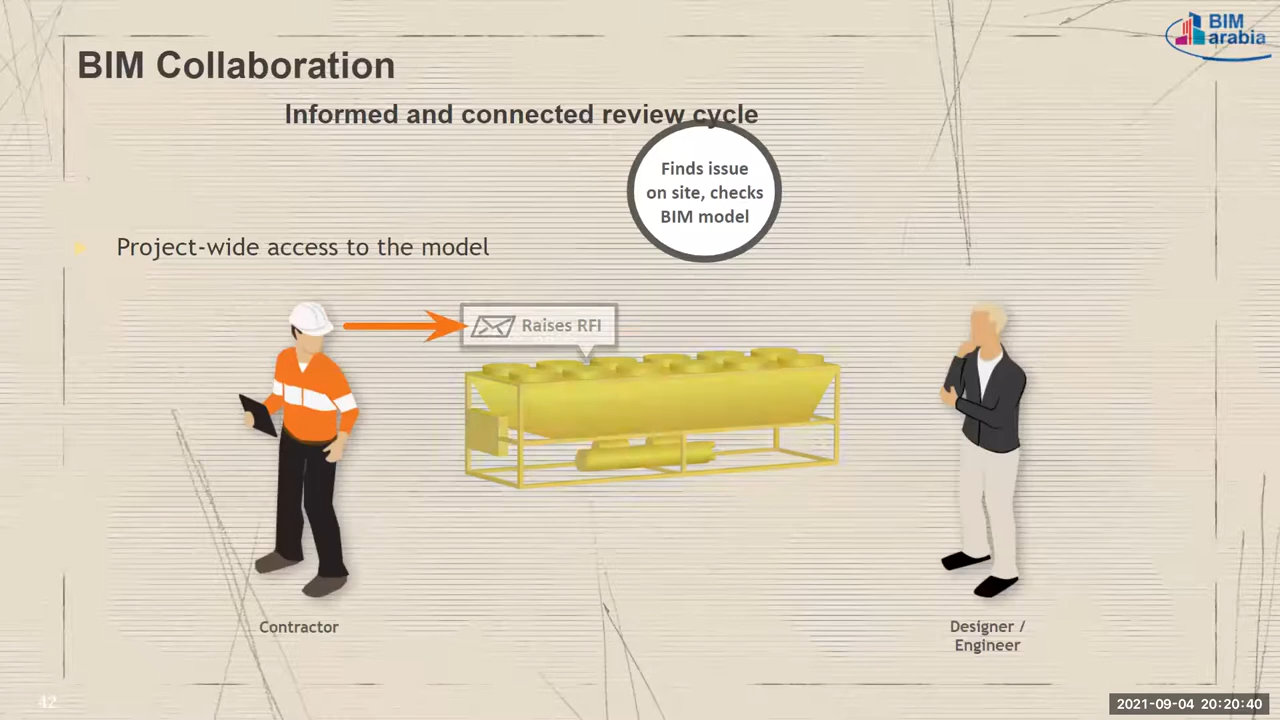 BIM
arabia
BIM Collaboration
Informed and connected review cycle
Finds issue
on site, checks
BIM model
Project-wide access to the model
Raises RFI
Contractor
Designer /
Engineer
42
2021-09-04 20:20:40